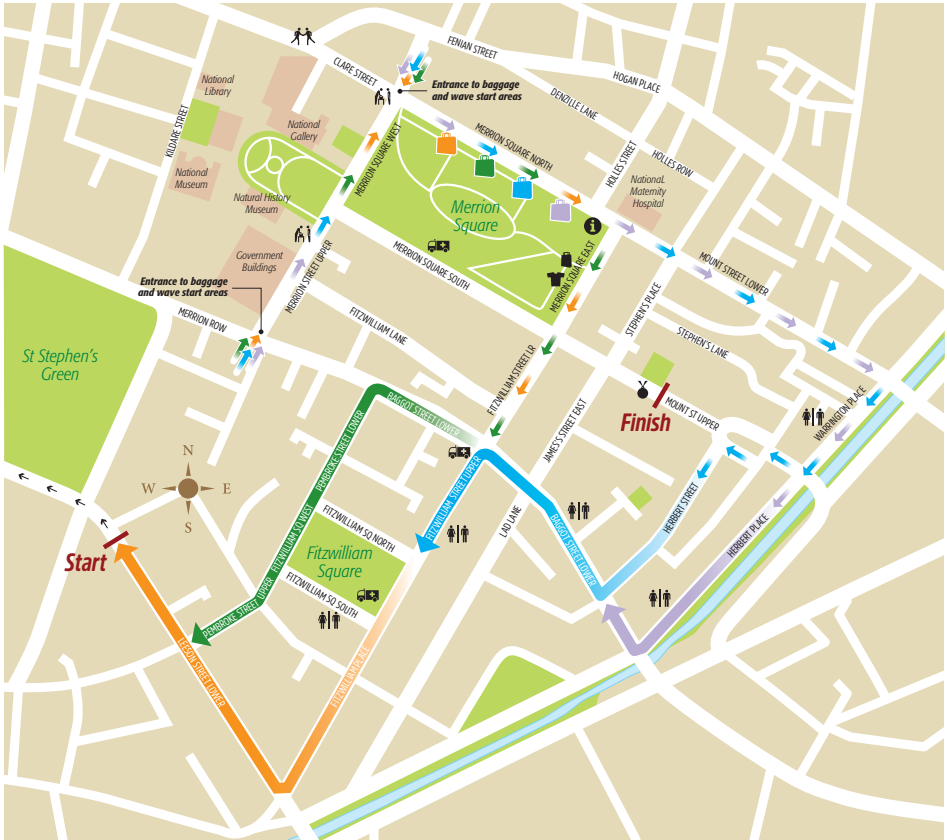 FENIAN STREET
HOGAN PLACE
CLARE STREET
DENZILLE LANE
Entrance to baggage
and wave start areas
National
Library
KILDARE STREET
National
Gallery
MERRION SQUARE WEST
MERRION SQUARE NORTH
HOLLES STREET
HOLLES ROW
National
Museum
Natural History
Museum
NationaL
Maternity
Hospital
Merrion
Square
i
Government
Buildings
MERRION STREET UPPER
MERRION SQUARE SOUTH
MERRION SQUARE EAST
MOUNT STREET LOWER
Entrance to baggage
and wave start areas
MERRION ROW
FITZWILLIAM LANE
STEPHEN'S PLACE
STEPHEN'S LANE
St Stephen's
Green
FITZWILLIAM STREET LR
BAGGOT STREET LOWER
PEMBROKE STREET LOWER
JAMES'S STREET EAST
Finish
MOUNT ST UPPER
WARRINGTON PLACE
N
W
E
S
FITZWILLIAM STREET UPPER
FITZWILLIAM SQ WEST
FITZWILLIAM SQ NORTH
LAD LANE
BAGGOT STREET LOWER
HERBERT STREET
HERBERT PLACE
Start
Fitzwilliam
Square
FITZWILLIAM SQ SOUTH
PEMBROKE STREET UPPER
LEESON STREET LOWER
FITZWILLIAM PLACE